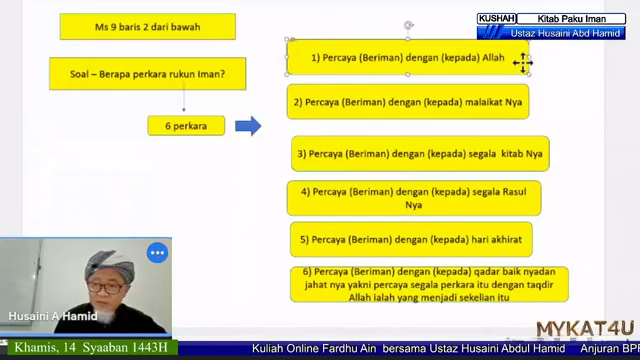 Ms 9 baris 2 dari bawah
Soal – Berapa perkara rukun Iman?
6 perkara
1) Percaya (Beriman) dengan (kepada) Allah
2) Percaya (Beriman) dengan (kepada) malaikat Nya
3) Percaya (Beriman) dengan (kepada) segala kitab Nya
4) Percaya (Beriman) dengan (kepada) segala Rasul
Nya
5) Percaya (Beriman) dengan (kepada) hari akhirat
6) Percaya (Beriman) dengan (kepada) qadar baik nyadan
jahat nya yakni percaya segala perkara itu dengan taqdir
Allah ialah yang menjadi sekelian itu
KUSHAH
Kitab Paku Iman
Ustaz Husaini Abd Hamid
Husaini A Hamid
MYKAT4U
Khamis, 14 Syaaban 1443H
Kuliah Online Fardhu Ain bersama Ustaz Husaini Abdul Hamid
Anjuran BPI